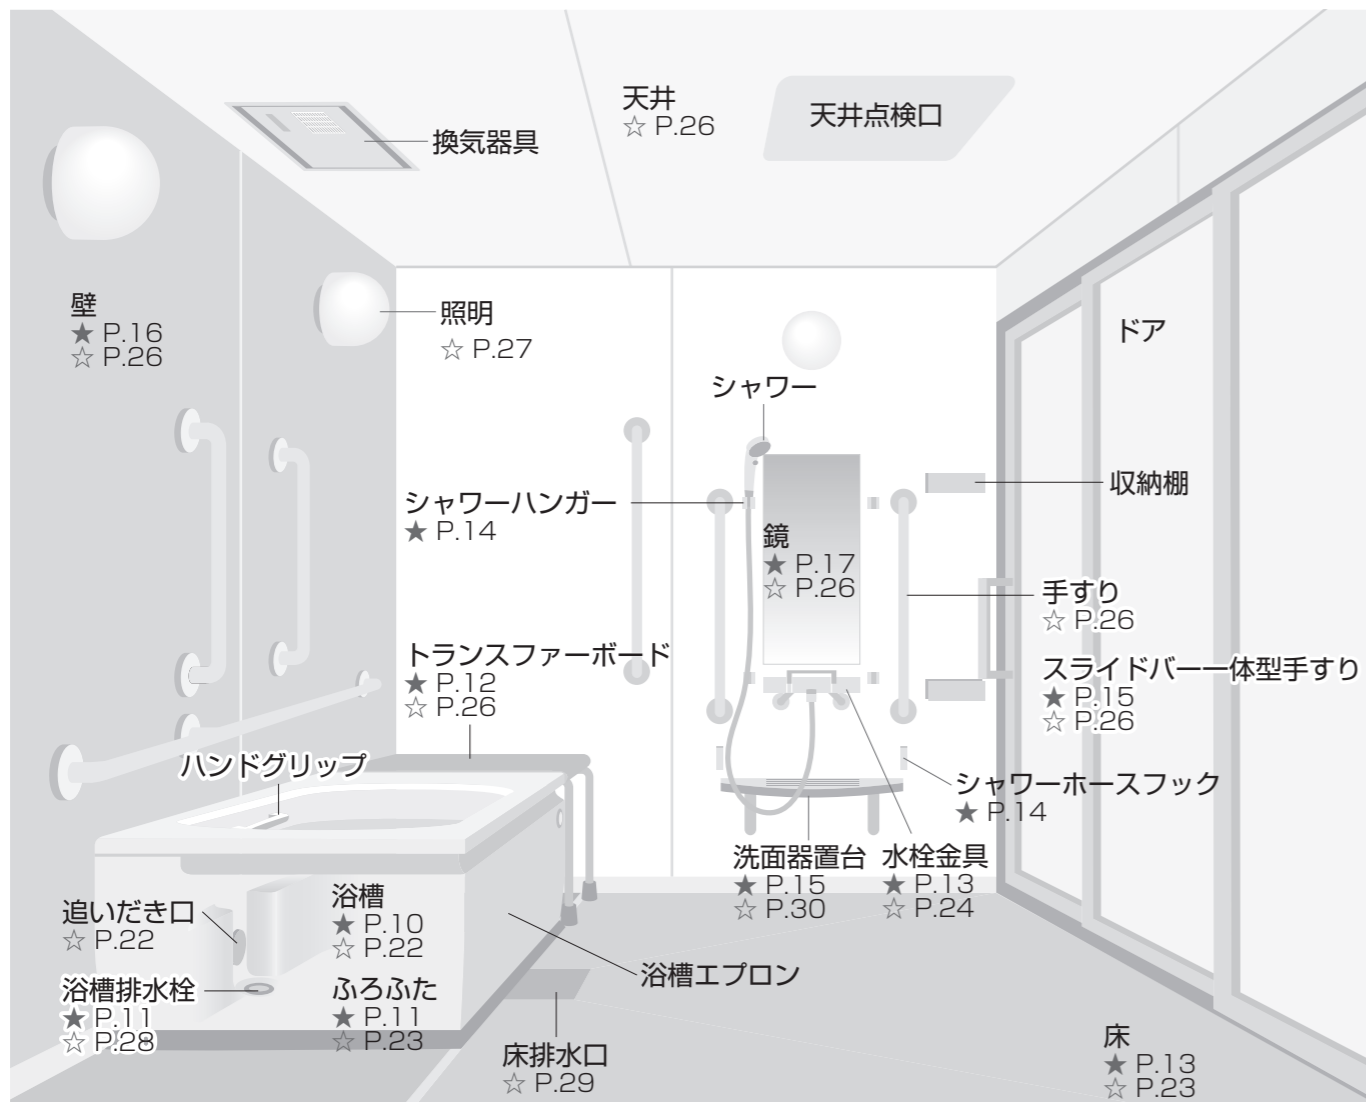 天井
☆ P.26
天井点検口
換気器具
壁
★ P.16
☆ P.26
照明
☆ P.27
ドア
シャワー
シャワーハンガー
★ P.14
収納棚
鏡
★ P.17
☆ P.26
手すり
☆ P.26
トランスファーボード
★ P.12
☆ P.26
スライドバー一体型手すり
★ P.15
☆ P.26
ハンドグリップ
シャワーホースフック
★ P.14
洗面器置台
★ P.15
☆ P.30
水栓金具
★ P.13
☆ P.24
追いだき口
☆ P.22
浴槽
★ P.10
☆ P.22
浴槽エプロン
浴槽排水栓
★ P.11
☆ P.28
ふろふた
★ P.11
☆ P.23
床排水口
☆ P.29
床
★ P.13
☆ P.23